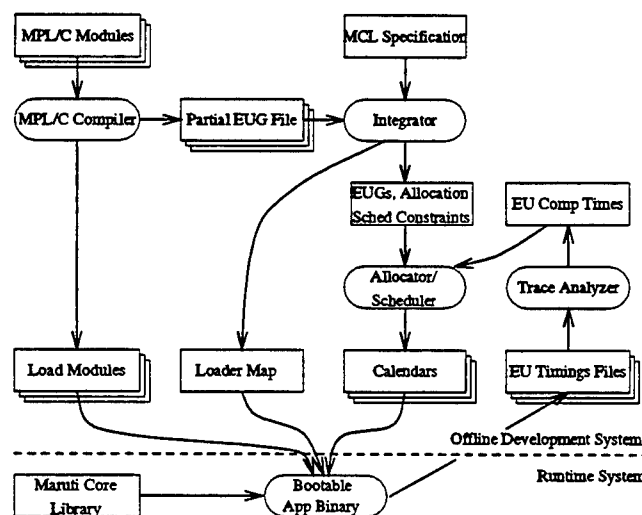 MPL/C Modules
MCL Specification
MPL/C Compiler
Partial EUG File
Integrator
EUGs, Allocation
Sched Constraints
EU Comp Times
Allocator/
Scheduler
Trace Analyzer
Load Modules
Loader Map
Calendars
EU Timings Files
Offline Development System
Runtime System
Maruti Core
Library
Bootable
App Binary